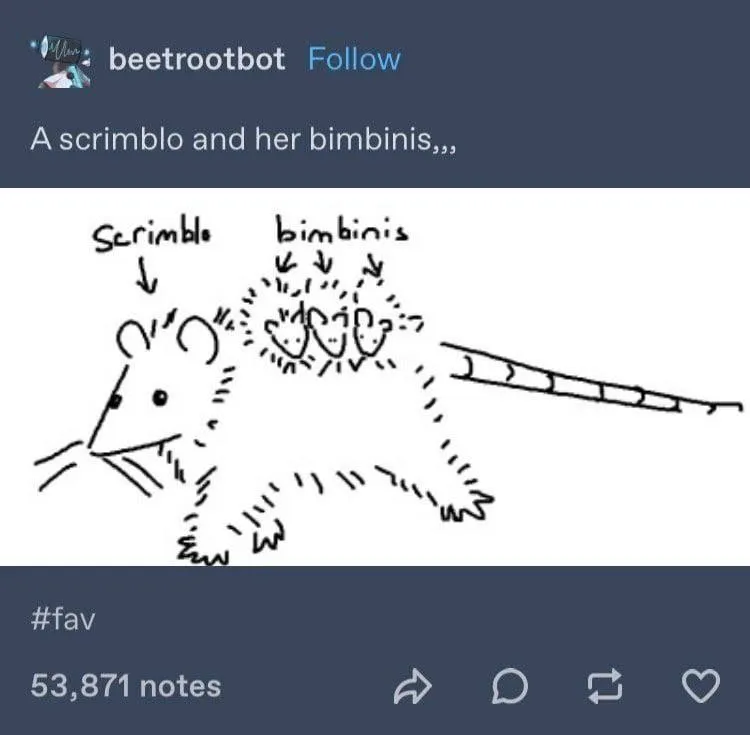 beetrootbot Follow
A scrimblo and her bimbinis,,,
Scrimblo bimbinis
#fav
53,871 notes